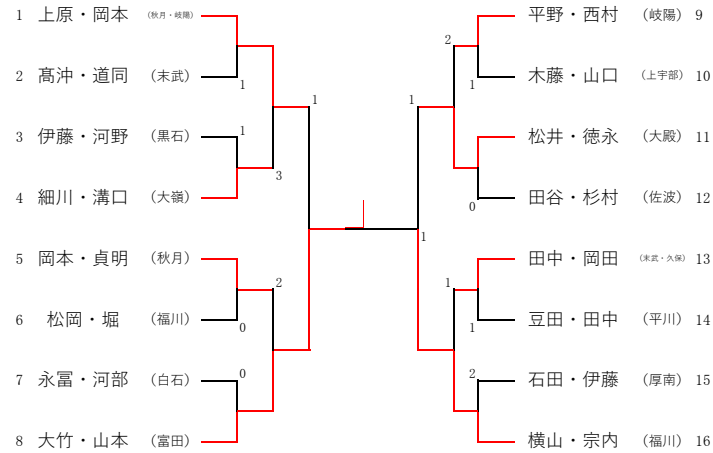 1 上原・岡本 (秋月・岐陽)
2 髙沖・道同 (末武)
1
3 伊藤・河野 (黒石)
1
3
4 細川・溝口 (大嶺)
1
5 岡本・貞明 (秋月)
2
6 松岡・堀 (福川)
0
7 永冨・河部 (白石)
0
8 大竹・山本 (富田)
平野・西村 (岐陽) 9
2
木藤・山口 (上宇部) 10
1
1
松井・徳永 (大殿) 11
田谷・杉村 (佐波) 12
0
1
田中・岡田 (末武・久保) 13
1
豆田・田中 (平川) 14
1
石田・伊藤 (厚南) 15
2
横山・宗内 (福川) 16